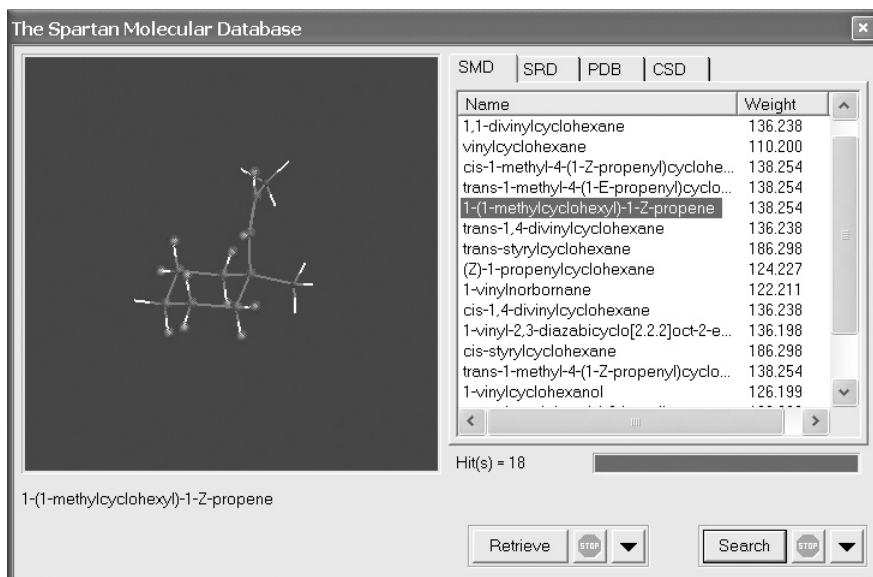 The Spartan Molecular Database
SMD SRD PDB CSD
Name Weight
1,1-divinylcyclohexane 136.238
vinylcyclohexane 110.200
cis-1-methyl-4-(1-Z-propenyl)cyclohe... 138.254
trans-1-methyl-4-(1-E-propenyl)cyclo... 138.254
1-(1-methylcyclohexyl)-1-Z-propene 138.254
trans-1,4-divinylcyclohexane 136.238
trans-styrylcyclohexane 186.298
(Z)-1-propenylcyclohexane 124.227
1-vinylnorbornane 122.211
cis-1,4-divinylcyclohexane 136.238
1-vinyl-2,3-diazabicyclo[2.2.2]oct-2-e... 136.198
cis-styrylcyclohexane 186.298
trans-1-methyl-4-(1-Z-propenyl)cyclo... 138.254
1-vinylcyclohexanol 126.199
Hit(s) = 18
1-(1-methylcyclohexyl)-1-Z-propene
Retrieve STOP Search STOP